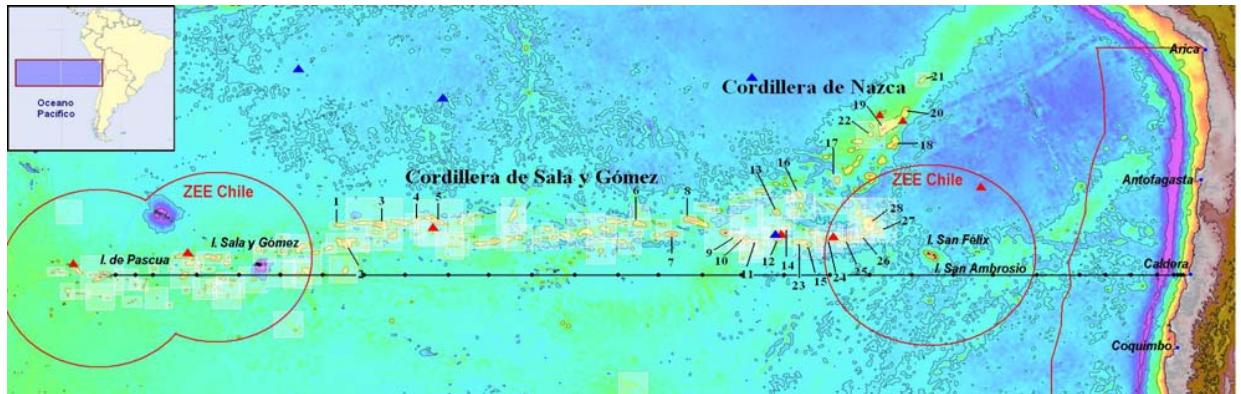 Oceano
Pacífico
Arica
Cordillera de Nazca
21
19
20
22
18
17
16
ZEE Chile
Cordillera de Sala y Gómez
ZEE Chile
Antofagasta
13
6
8
1
3
4
5
28
27
I. Sala y Gómez
I. de Pascua
2
7
9
10
11
12
14
23
15
24
25
26
I. San Félix
I. San Ambrosio
Caldera
Coquimbo